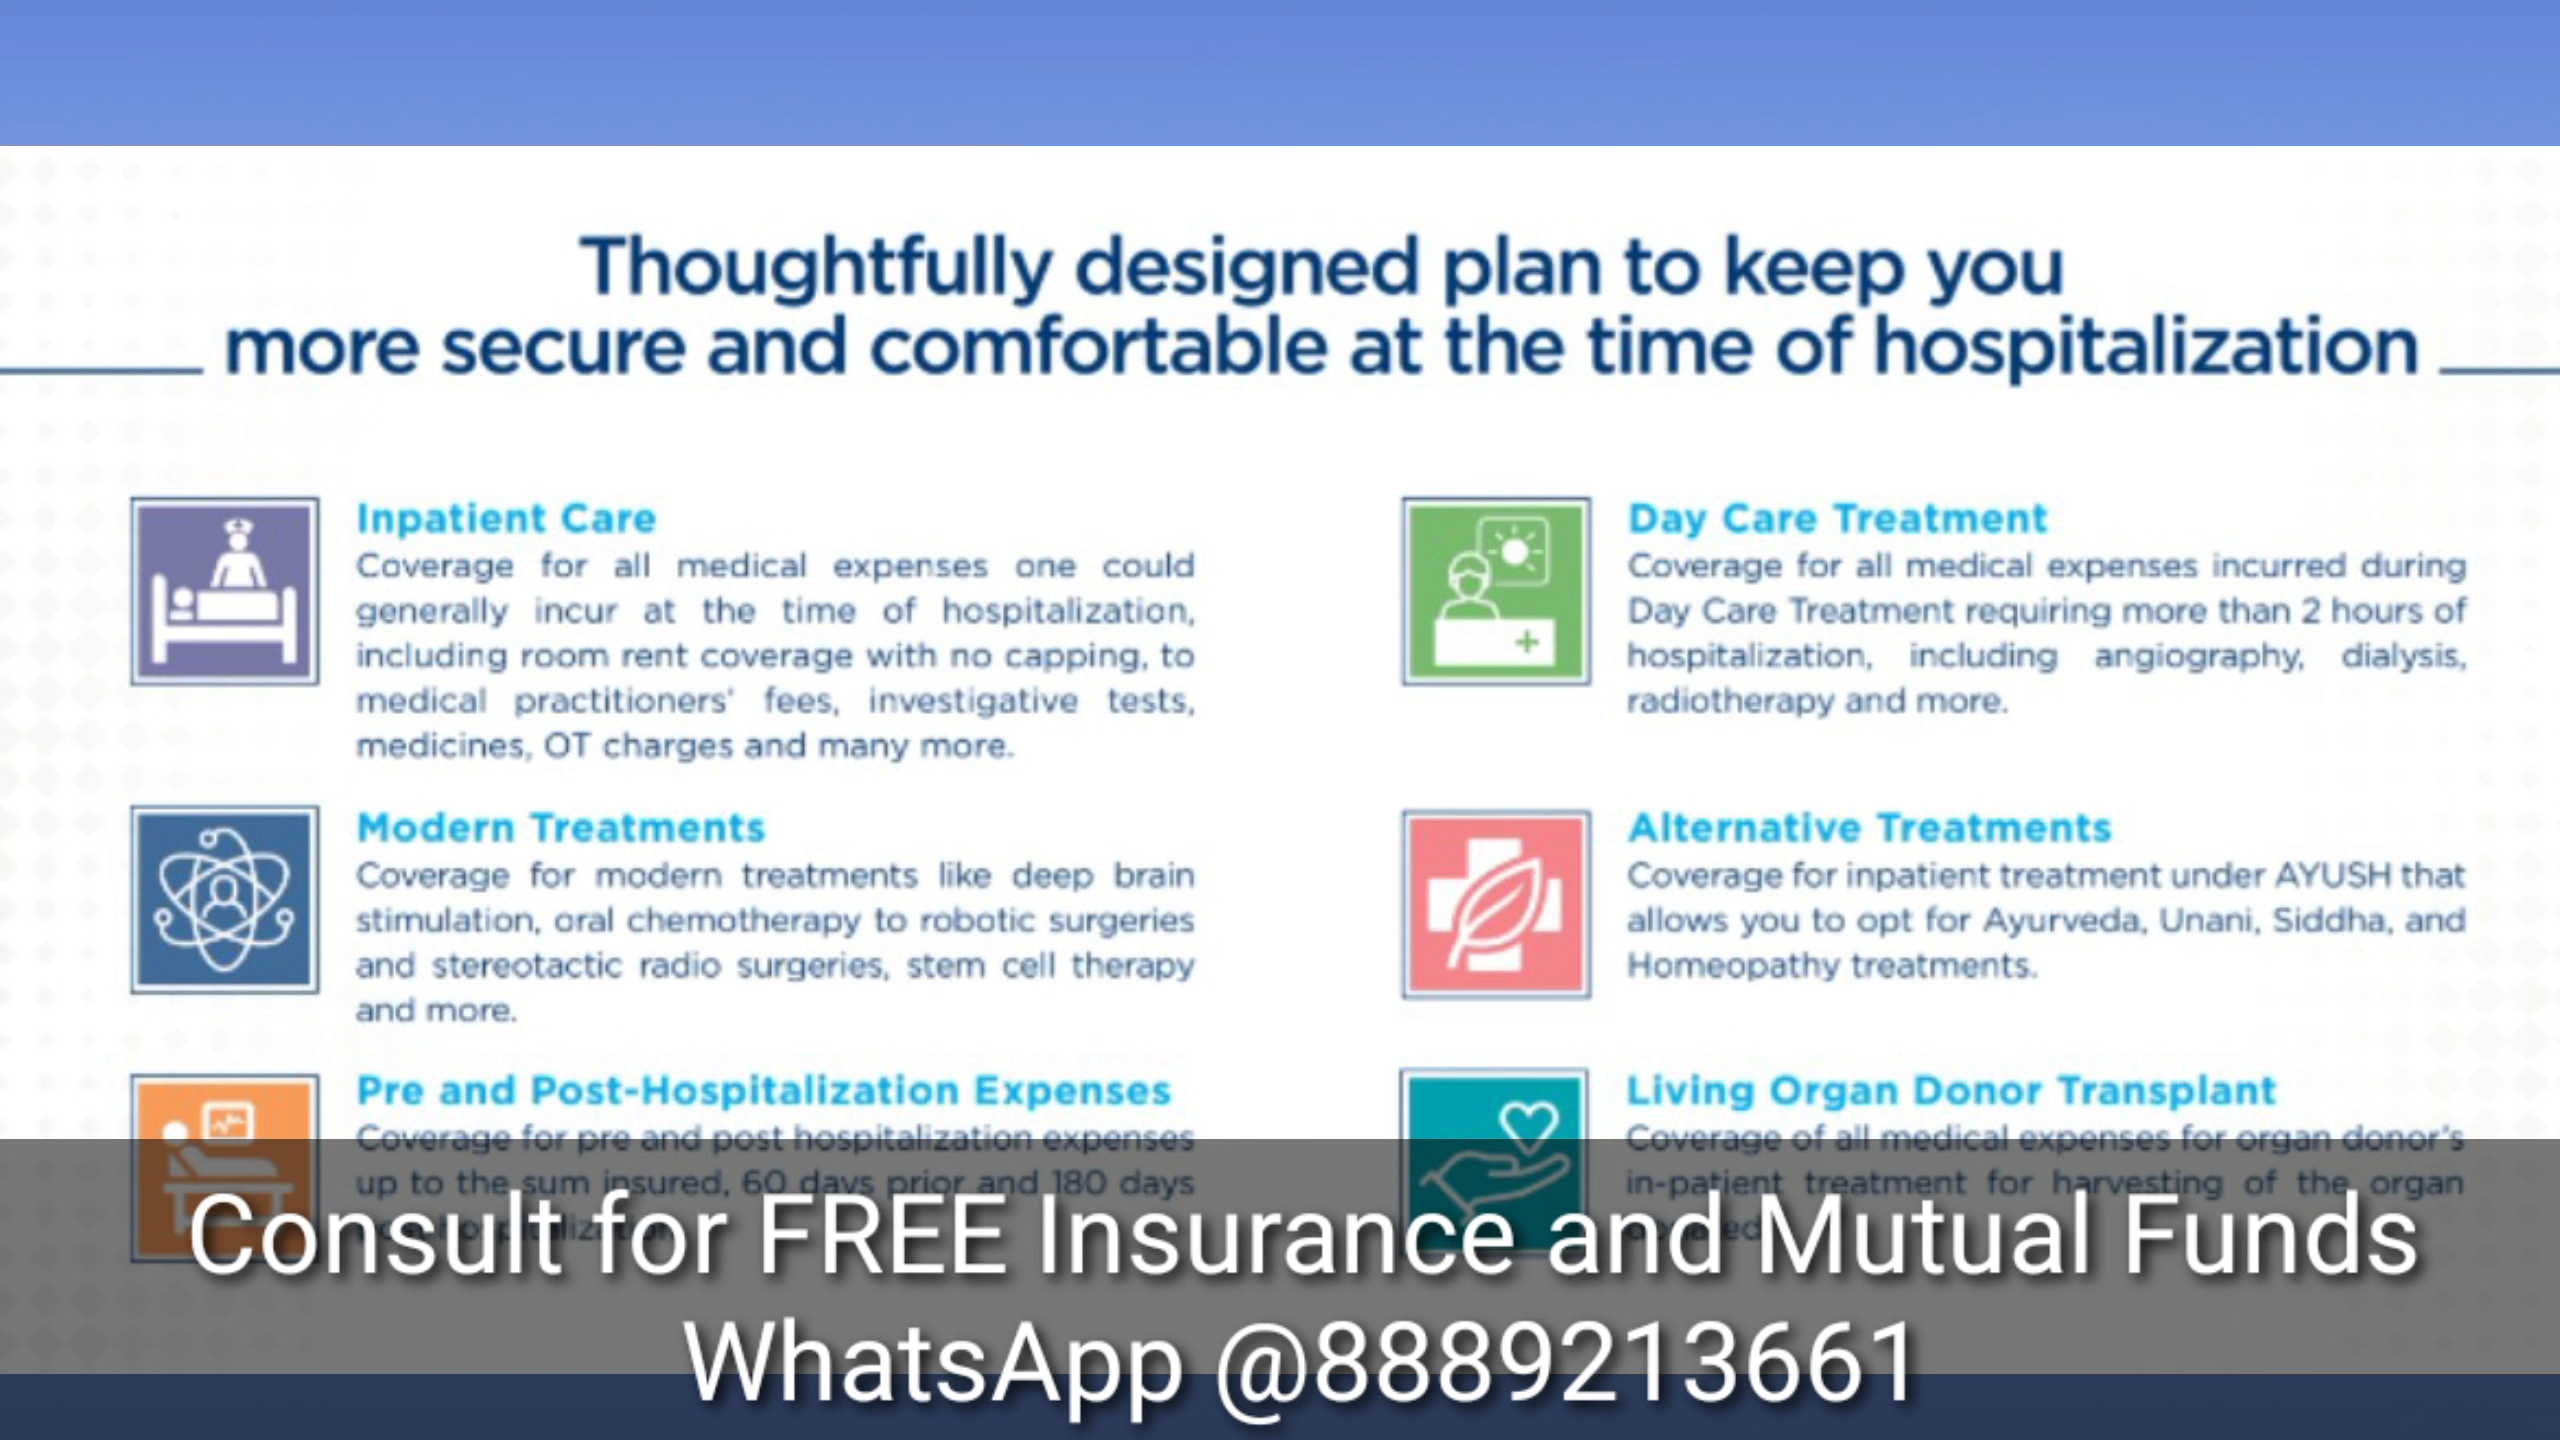 Thoughtfully designed plan to keep you
more secure and comfortable at the time of hospitalization
Inpatient Care
Coverage for all medical expenses one could
generally incur at the time of hospitalization,
including room rent coverage with no capping, to
medical practitioners' fees, investigative tests,
medicines, OT charges and many more.
Day Care Treatment
Coverage for all medical expenses incurred during
Day Care Treatment requiring more than 2 hours of
hospitalization, including angiography, dialysis,
radiotherapy and more.
Modern Treatments
Coverage for modern treatments like deep brain
stimulation, oral chemotherapy to robotic surgeries
and stereotactic radio surgeries, stem cell therapy
and more.
Alternative Treatments
Coverage for inpatient treatment under AYUSH that
allows you to opt for Ayurveda, Unani, Siddha, and
Homeopathy treatments.
Pre and Post-Hospitalization Expenses
Coverage for pre and post hospitalization expenses
up to the sum insured, 60 days prior and 180 days
Living Organ Donor Transplant
Coverage of all medical expenses for organ donor's
in-patient treatment for harvesting of the organ
Consult for FREE Insurance and Mutual Funds
WhatsApp @8889213661